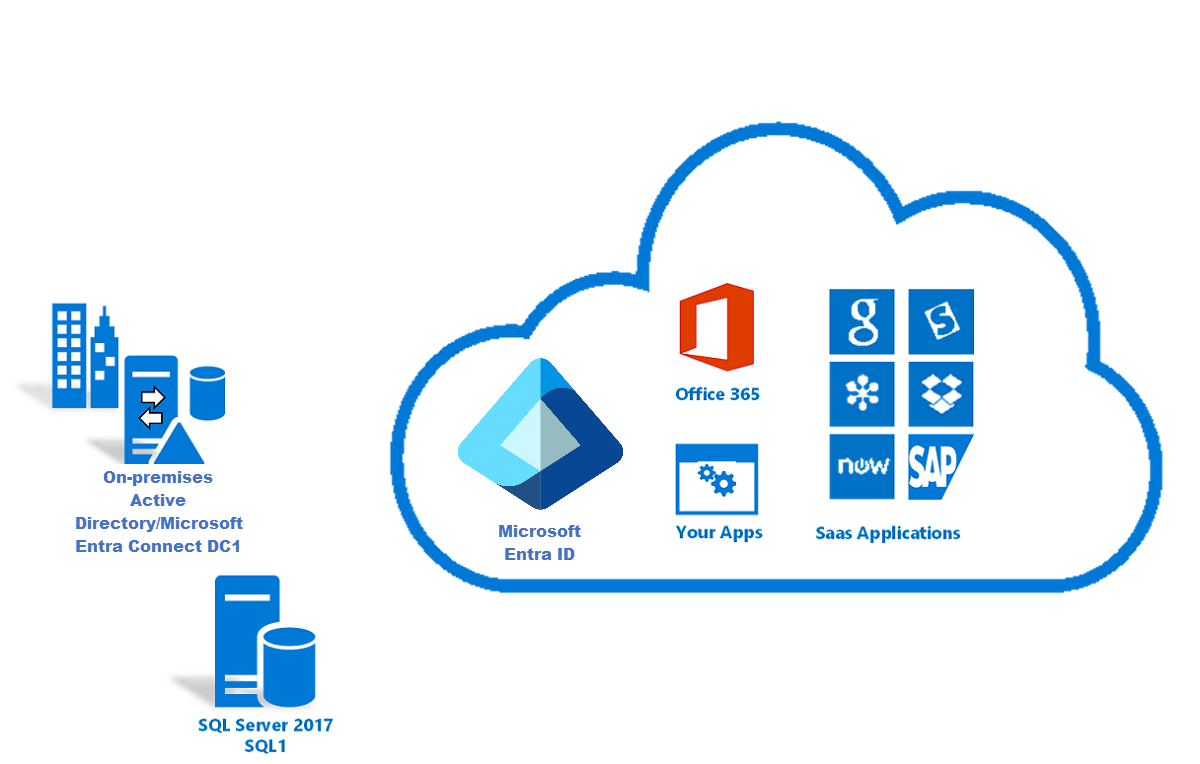 Office 365
g
S
now
SAP
On-premises
Active
Directory/Microsoft
Entra Connect DC1
Microsoft
Entra ID
Your Apps
Saas Applications
SQL Server 2017
SQL1